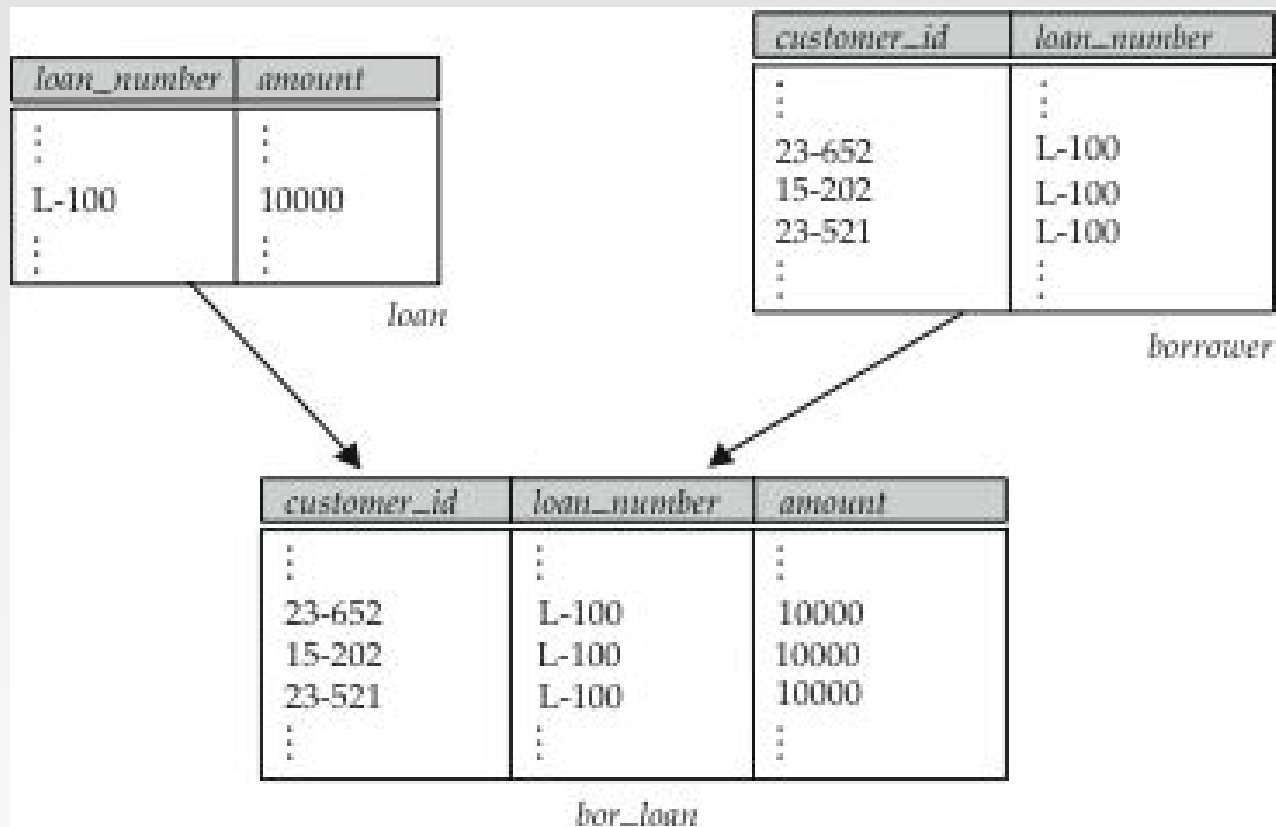 loan_number amount
L-100 10000
loan
customer_id loan_number
23-652 L-100
15-202 L-100
23-521 L-100
borrower
customer_id loan_number amount
23-652 L-100 10000
15-202 L-100 10000
23-521 L-100 10000
bor_loan